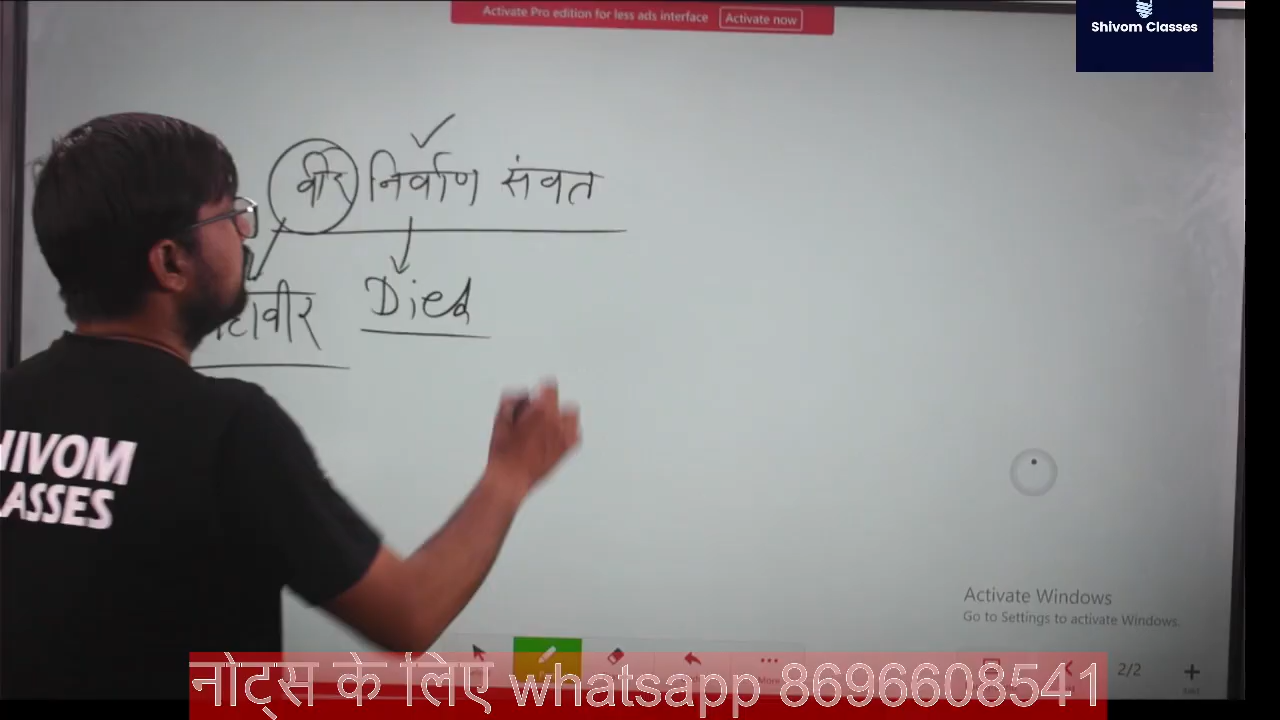 Activate Pro edition for less ads interface Activate now
Shivom Classes
वीर निर्वाण संवत
Died
HIVOM
LASSES
Activate Windows
Go to Settings to activate Windows.
2/2
नोट्स के लिए whatsapp 8696608541